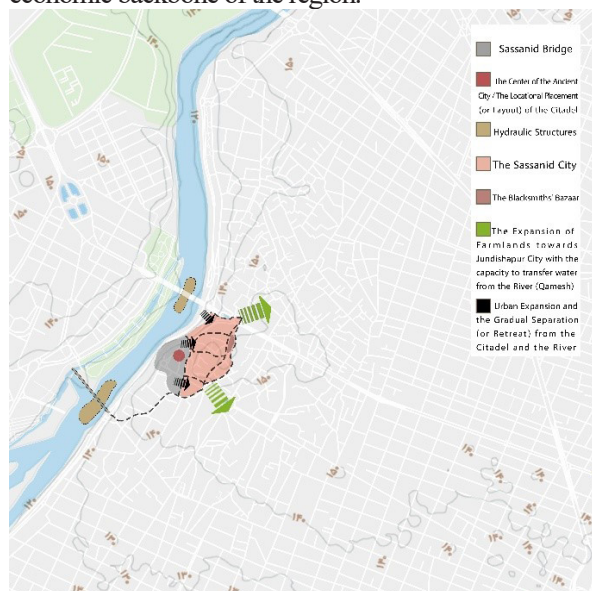 economic backbone of the region.
Sassanid Bridge
The Center of the Ancient
City / The Locational Placement
(or Layout) of the Citadel
Hydraulic Structures
The Sassanid City
The Blacksmiths' Bazaar
The Expansion of
Farmlands towards
Jundishapur City with the
capacity to transfer water
from the River (Qamesh)
Urban Expansion and
the Gradual Separation
(or Retreat) from the
Citadel and the River